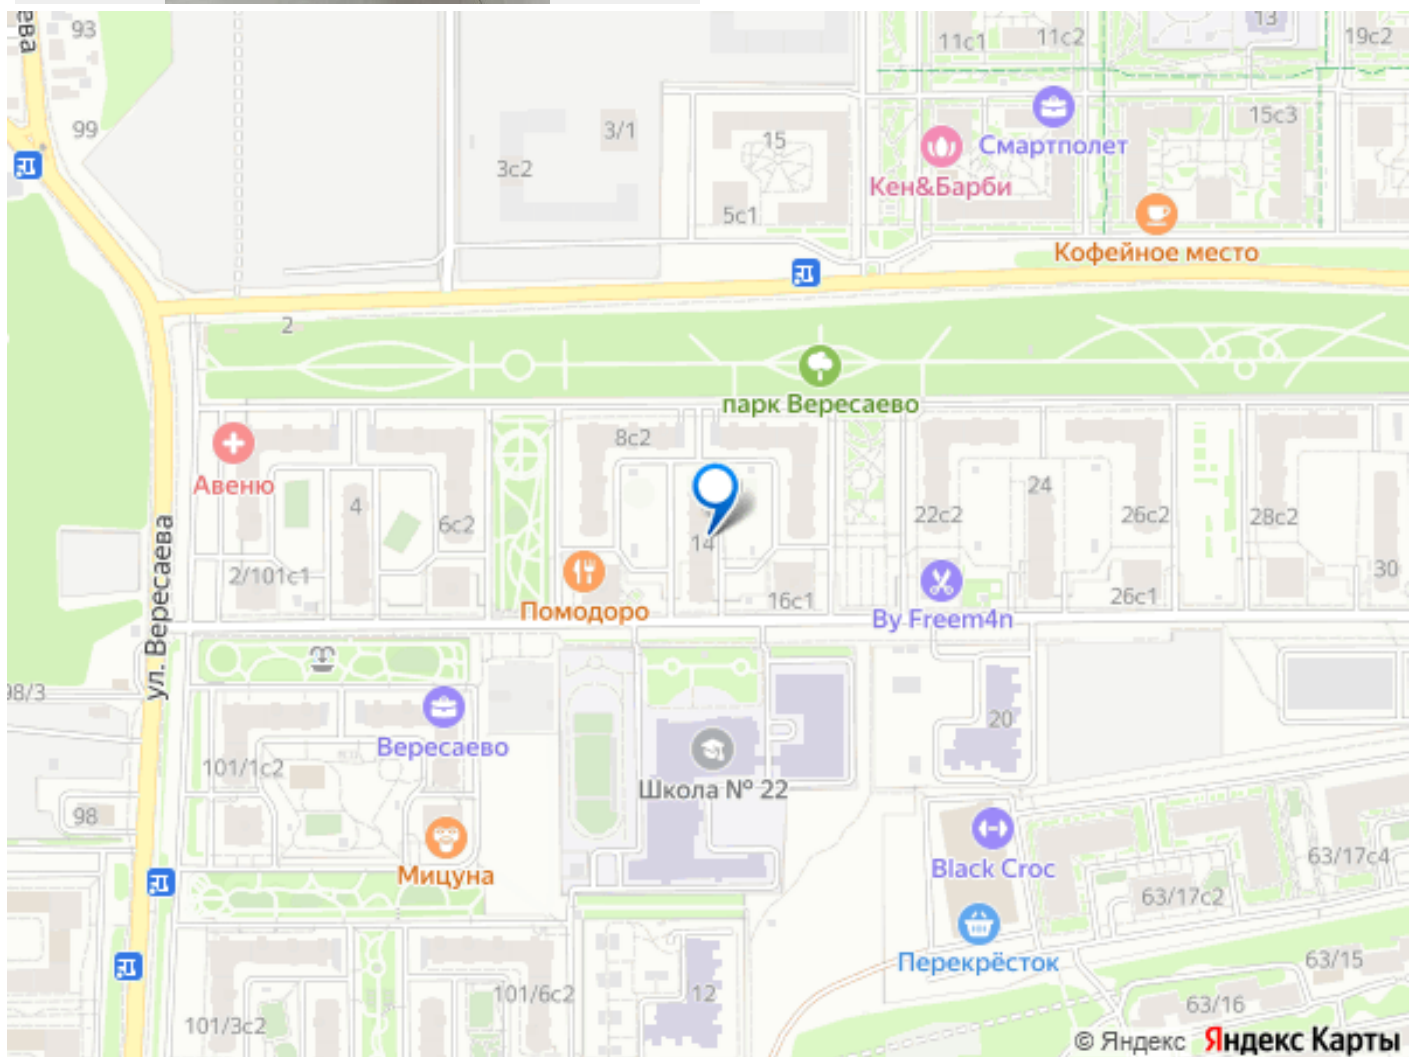 ева
93
99
3/1
3с2
15
5с1
11с1
11с2
13
19с2
Смартполет
15с3
Кен&Барби
Кофейное место
2
парк Вересаево
8с2
Авеню
4
6с2
2/101с1
ул. Вересаева
14
Помодоро
16с1
22с2
24
26с2
28с2
30
By Freem4n
26с1
98/3
Вересаево
101/1с2
98
Мицуна
Школа № 22
20
Black Croc
63/17с4
63/17с2
Перекрёсток
63/15
63/16
101/6с2
12
101/3с2
© Яндекс Яндекс Карты